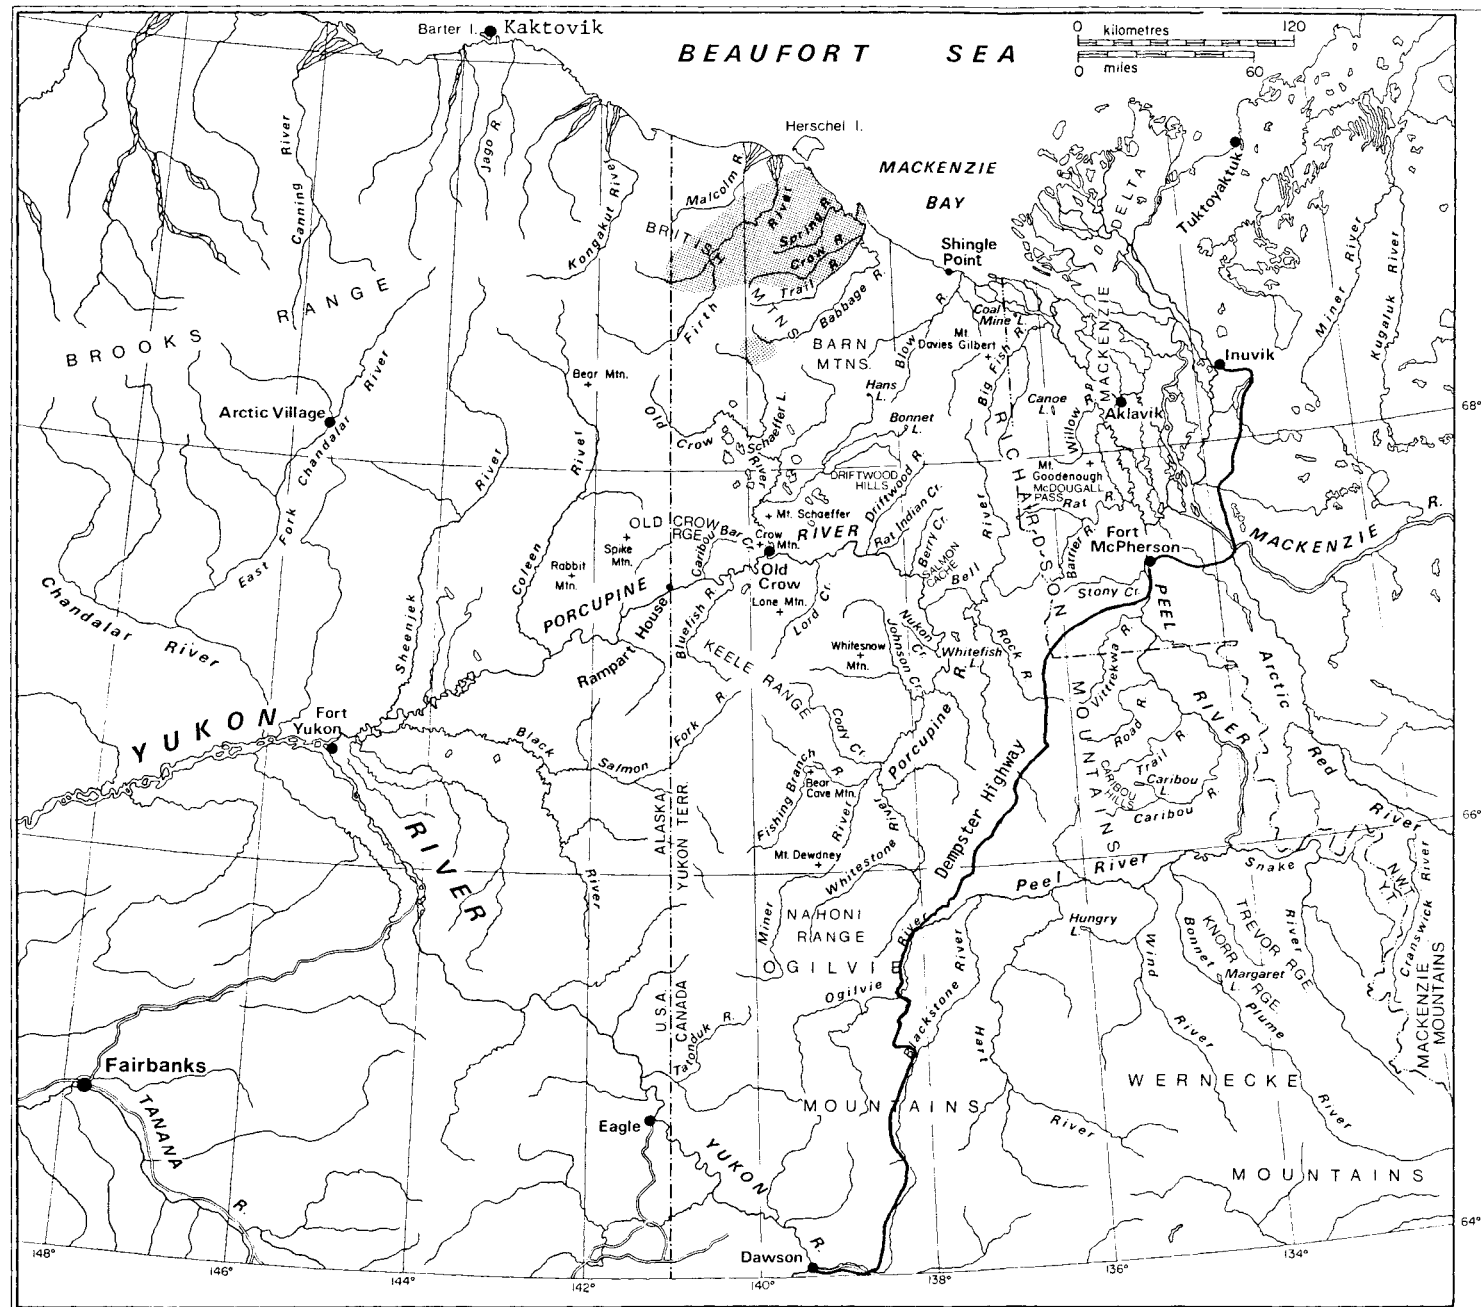 Barter I.
Kaktovik
BEAUFORT SEA
0 kilometres 120
0 miles 60
Herschel I.
MACKENZIE
BAY
Canning River
Jago R.
Kongakut River
Malcolm R.
BRITISH
MTNS
Firth
River
Spring R.
Crow R.
Trail R.
Babbage R.
Shingle
Point
MACKENZIE DELTA
Tuktoyaktuk
Miner River
Kugaluk River
BROOKS RANGE
BARN
MTNS.
Blow R.
Coal
Mine L.
Mt.
Davies Gilbert
Big Fish R.
Inuvik
Bear Mtn.
Hans
L.
Canoe
L.
Willow R.
Aklavik
68°
Arctic Village
East Fork Chandalar River
Old Crow River
Schaeffer L.
Bonnet
L.
RICHARDSON
MOUNTAINS
DRIFTWOOD
HILLS
Driftwood R.
Mt.
Goodenough
McDOUGALL
PASS
Rat R.
Sheenjek River
Coleen River
OLD CROW
RGE
Spike
Mtn.
Rabbit
Mtn.
Caribou Bar Cr.
Mt. Schaeffer
Crow
Mtn.
Old
Crow
PORCUPINE RIVER
Rat Indian Cr.
Berry Cr.
SALMON
CACHE
Bell River
Barrier R.
Fort
McPherson
MACKENZIE R.
Stony Cr.
Chandalar River
Rampart House
Bluefish R.
Lone Mtn.
Lord Cr.
KEELE RANGE
Whitesnow
Mtn.
Johnson Cr.
Nukon Cr.
Whitefish
L.
Rock R.
Vittrekwa R.
PEEL RIVER
Arctic Red River
YUKON RIVER
Fort
Yukon
Black River
Salmon Fork R.
Cody Cr.
Porcupine R.
Fishing Branch R.
Bear
Cave Mtn.
Road R.
Trail R.
CARIBOU
HILLS
Caribou
L.
Caribou R.
66°
ALASKA
YUKON TERR.
Mt. Dewdney
Miner River
Whitestone River
Dempster Highway
Peel River
Snake River
N.W.T.
Y.T.
Cranswick River
NAHONI
RANGE
Hungry
L.
Wind River
Bonnet Plume River
KNORR RGE
TREVOR RGE
Margaret
L.
MACKENZIE
MOUNTAINS
OGILVIE
MOUNTAINS
Ogilvie River
Blackstone River
Hart River
U.S.A.
CANADA
Tatonduk R.
WERNECKE
MOUNTAINS
Fairbanks
TANANA R.
Eagle
YUKON R.
Dawson
64°
148°
146°
144°
142°
140°
138°
136°
134°